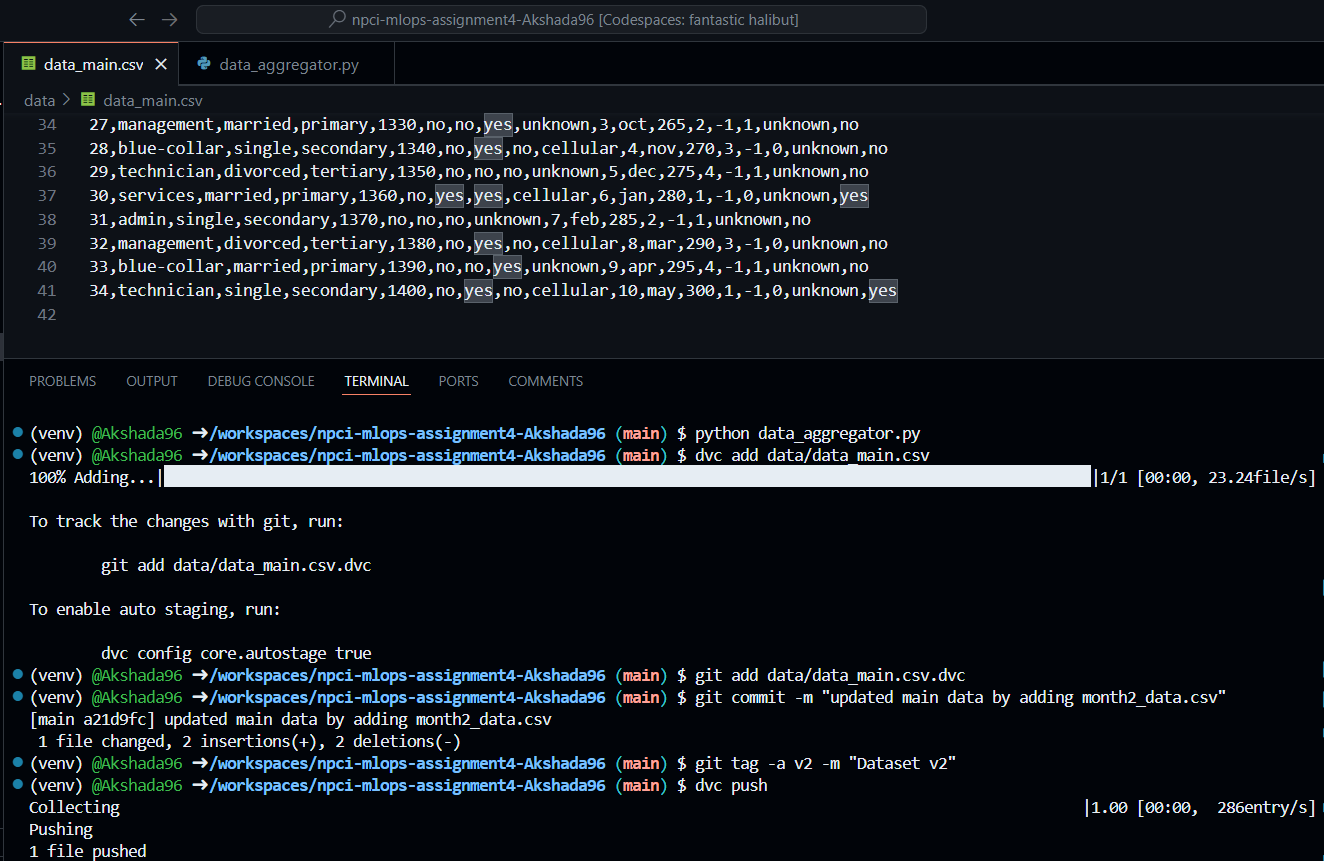 npci-mlops-assignment4-Akshada96 [Codespaces: fantastic halibut]
data_main.csv data_aggregator.py
data > data_main.csv
34 27,management,married,primary,1330,no,no,yes,unknown,3,oct,265,2,-1,1,unknown,no
35 28,blue-collar,single,secondary,1340,no,yes,no,cellular,4,nov,270,3,-1,0,unknown,no
36 29,technician,divorced,tertiary,1350,no,no,no,unknown,5,dec,275,4,-1,1,unknown,no
37 30,services,married,primary,1360,no,yes,yes,cellular,6,jan,280,1,-1,0,unknown,yes
38 31,admin,single,secondary,1370,no,no,no,unknown,7,feb,285,2,-1,1,unknown,no
39 32,management,divorced,tertiary,1380,no,yes,no,cellular,8,mar,290,3,-1,0,unknown,no
40 33,blue-collar,married,primary,1390,no,no,yes,unknown,9,apr,295,4,-1,1,unknown,no
41 34,technician,single,secondary,1400,no,yes,no,cellular,10,may,300,1,-1,0,unknown,yes
42
PROBLEMS OUTPUT DEBUG CONSOLE TERMINAL PORTS COMMENTS
(venv) @Akshada96 ➜/workspaces/npci-mlops-assignment4-Akshada96 (main) $ python data_aggregator.py
(venv) @Akshada96 ➜/workspaces/npci-mlops-assignment4-Akshada96 (main) $ dvc add data/data_main.csv
100% Adding...| |1/1 [00:00, 23.24file/s]
To track the changes with git, run:
git add data/data_main.csv.dvc
To enable auto staging, run:
dvc config core.autostage true
(venv) @Akshada96 ➜/workspaces/npci-mlops-assignment4-Akshada96 (main) $ git add data/data_main.csv.dvc
(venv) @Akshada96 ➜/workspaces/npci-mlops-assignment4-Akshada96 (main) $ git commit -m "updated main data by adding month2_data.csv"
[main a21d9fc] updated main data by adding month2_data.csv
1 file changed, 2 insertions(+), 2 deletions(-)
(venv) @Akshada96 ➜/workspaces/npci-mlops-assignment4-Akshada96 (main) $ git tag -a v2 -m "Dataset v2"
(venv) @Akshada96 ➜/workspaces/npci-mlops-assignment4-Akshada96 (main) $ dvc push
Collecting |1.00 [00:00, 286entry/s]
Pushing
1 file pushed